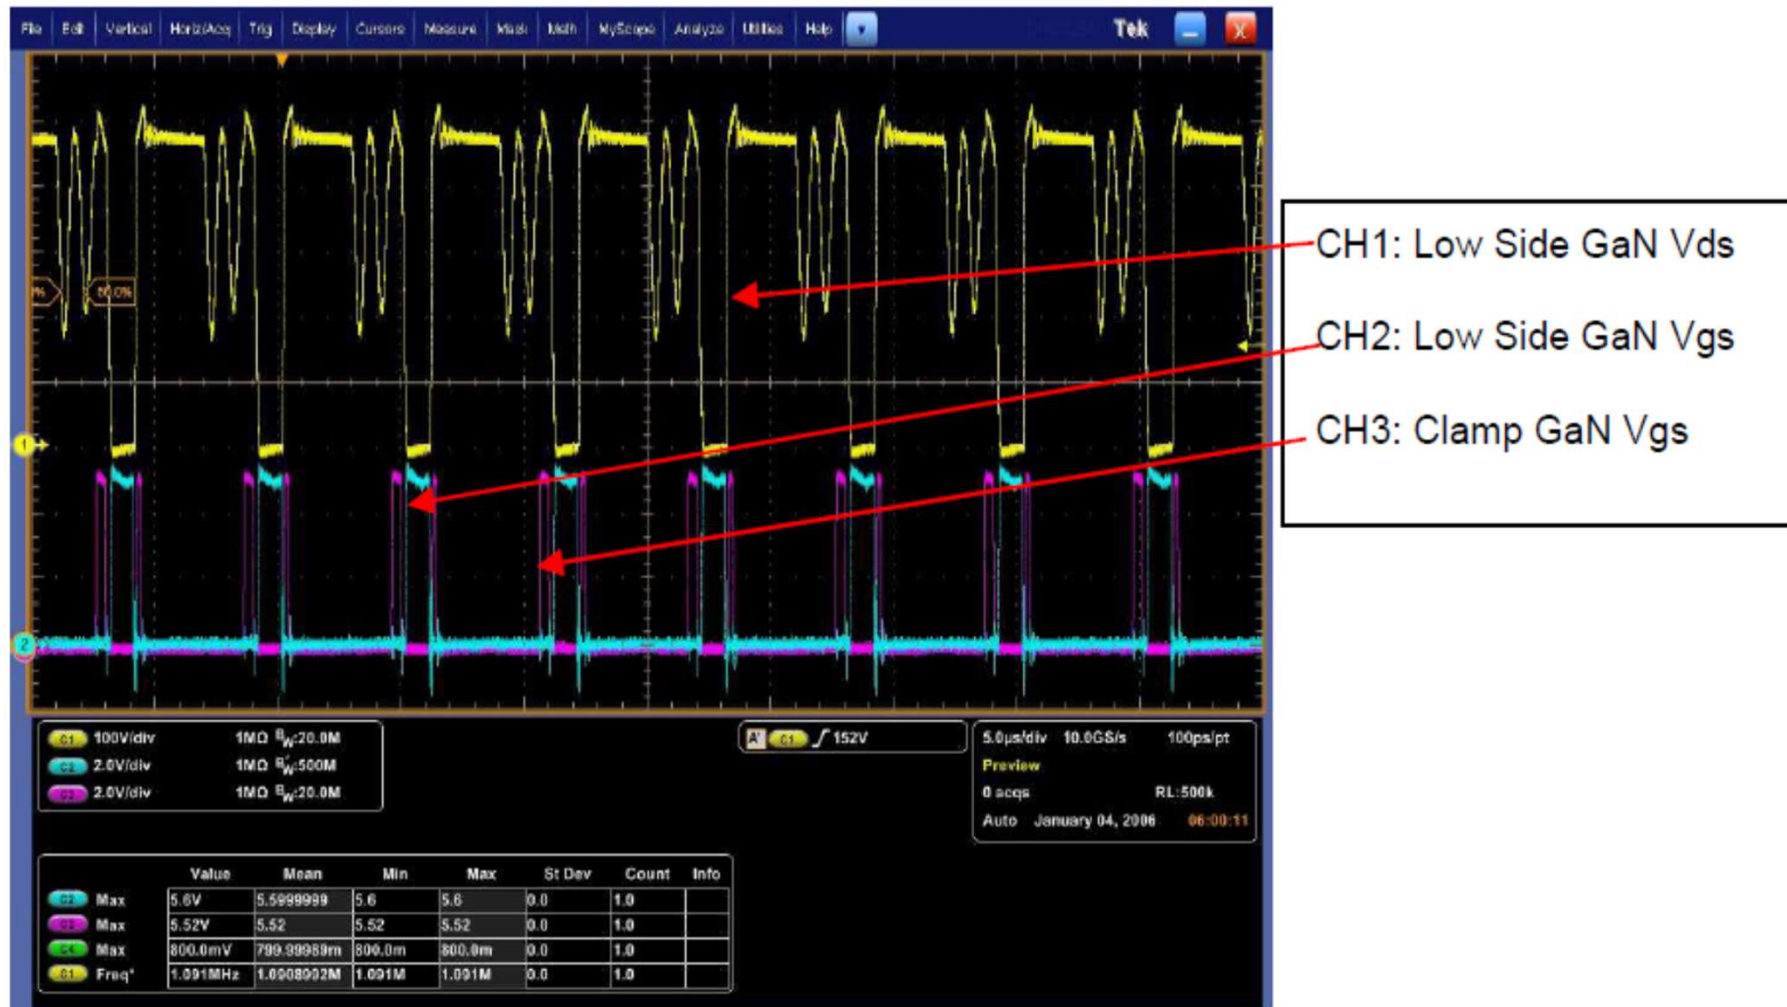 File Edit Vertical Horiz/Acq Trig Display Cursors Measure Mask Math MyScope Analyze Utilities Help Tek X
CH1: Low Side GaN Vds
CH2: Low Side GaN Vgs
CH3: Clamp GaN Vgs
50.0%
1
2
C1 100V/div 1MΩ BW:20.0M
C2 2.0V/div 1MΩ BW:500M
C3 2.0V/div 1MΩ BW:20.0M
A' C1 152V
5.0µs/div 10.0GS/s 100ps/pt
Preview
0 acqs RL:500k
Auto January 04, 2006 06:00:11
Value Mean Min Max St Dev Count Info
C2 Max 5.6V 5.5999999 5.6 5.6 0.0 1.0
C3 Max 5.52V 5.52 5.52 5.52 0.0 1.0
C4 Max 800.0mV 799.99989m 800.0m 800.0m 0.0 1.0
C1 Freq* 1.091MHz 1.0908992M 1.091M 1.091M 0.0 1.0